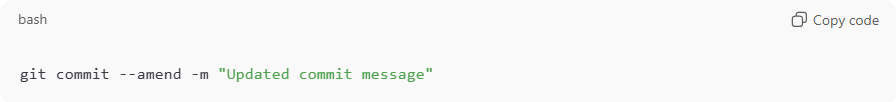 bash
Copy code
git commit --amend -m "Updated commit message"